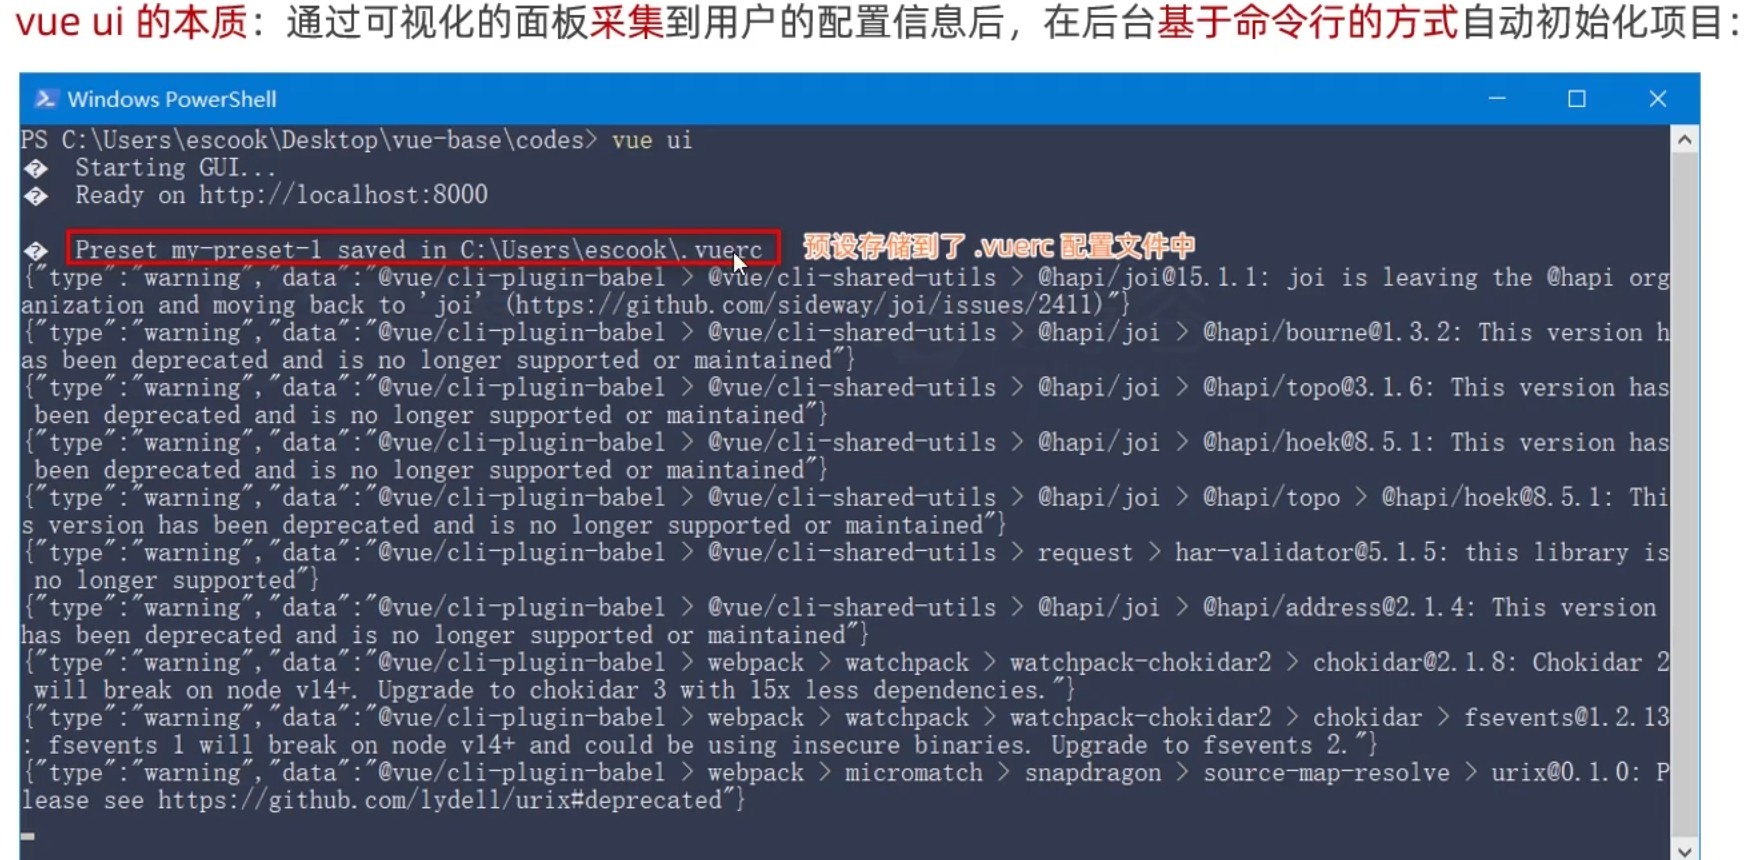 vue ui 的本质：通过可视化的面板采集到用户的配置信息后，在后台基于命令行的方式自动初始化项目：
Windows PowerShell
PS C:\Users\escook\Desktop\vue-base\codes> vue ui
�  Starting GUI...
�  Ready on http://localhost:8000
�  Preset my-preset-1 saved in C:\Users\escook\.vuerc 预设存储到了 .vuerc 配置文件中
{"type":"warning","data":"@vue/cli-plugin-babel > @vue/cli-shared-utils > @hapi/joi@15.1.1: joi is leaving the @hapi org
anization and moving back to 'joi' (https://github.com/sideway/joi/issues/2411)"}
{"type":"warning","data":"@vue/cli-plugin-babel > @vue/cli-shared-utils > @hapi/joi > @hapi/bourne@1.3.2: This version h
as been deprecated and is no longer supported or maintained"}
{"type":"warning","data":"@vue/cli-plugin-babel > @vue/cli-shared-utils > @hapi/joi > @hapi/topo@3.1.6: This version has
 been deprecated and is no longer supported or maintained"}
{"type":"warning","data":"@vue/cli-plugin-babel > @vue/cli-shared-utils > @hapi/joi > @hapi/hoek@8.5.1: This version has
 been deprecated and is no longer supported or maintained"}
{"type":"warning","data":"@vue/cli-plugin-babel > @vue/cli-shared-utils > @hapi/joi > @hapi/topo > @hapi/hoek@8.5.1: Thi
s version has been deprecated and is no longer supported or maintained"}
{"type":"warning","data":"@vue/cli-plugin-babel > @vue/cli-shared-utils > request > har-validator@5.1.5: this library is
 no longer supported"}
{"type":"warning","data":"@vue/cli-plugin-babel > @vue/cli-shared-utils > @hapi/joi > @hapi/address@2.1.4: This version
has been deprecated and is no longer supported or maintained"}
{"type":"warning","data":"@vue/cli-plugin-babel > webpack > watchpack > watchpack-chokidar2 > chokidar@2.1.8: Chokidar 2
 will break on node v14+. Upgrade to chokidar 3 with 15x less dependencies."}
{"type":"warning","data":"@vue/cli-plugin-babel > webpack > watchpack > watchpack-chokidar2 > chokidar > fsevents@1.2.13
: fsevents 1 will break on node v14+ and could be using insecure binaries. Upgrade to fsevents 2."}
{"type":"warning","data":"@vue/cli-plugin-babel > webpack > micromatch > snapdragon > source-map-resolve > urix@0.1.0: P
lease see https://github.com/lydell/urix#deprecated"}